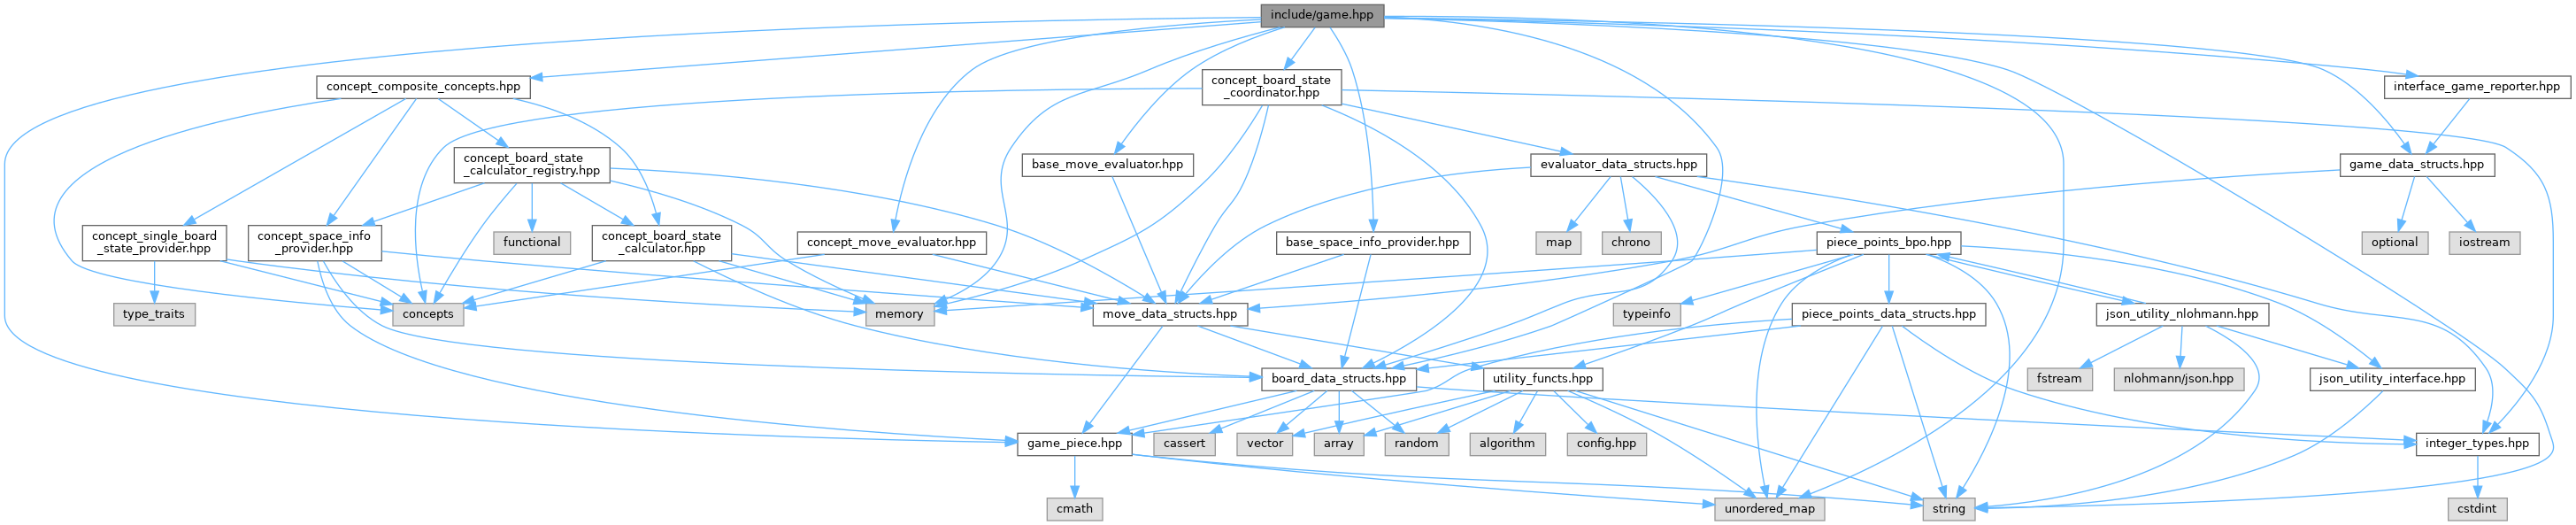 include/game.hpp
concept_composite_concepts.hpp
concept_board_state
_coordinator.hpp
interface_game_reporter.hpp
concept_board_state
_calculator_registry.hpp
base_move_evaluator.hpp
evaluator_data_structs.hpp
game_data_structs.hpp
concept_single_board
_state_provider.hpp
concept_space_info
_provider.hpp
functional
concept_board_state
_calculator.hpp
concept_move_evaluator.hpp
base_space_info_provider.hpp
map
chrono
piece_points_bpo.hpp
optional
iostream
type_traits
concepts
memory
move_data_structs.hpp
typeinfo
piece_points_data_structs.hpp
json_utility_nlohmann.hpp
board_data_structs.hpp
utility_functs.hpp
fstream
nlohmann/json.hpp
json_utility_interface.hpp
game_piece.hpp
cassert
vector
array
random
algorithm
config.hpp
integer_types.hpp
cmath
unordered_map
string
cstdint